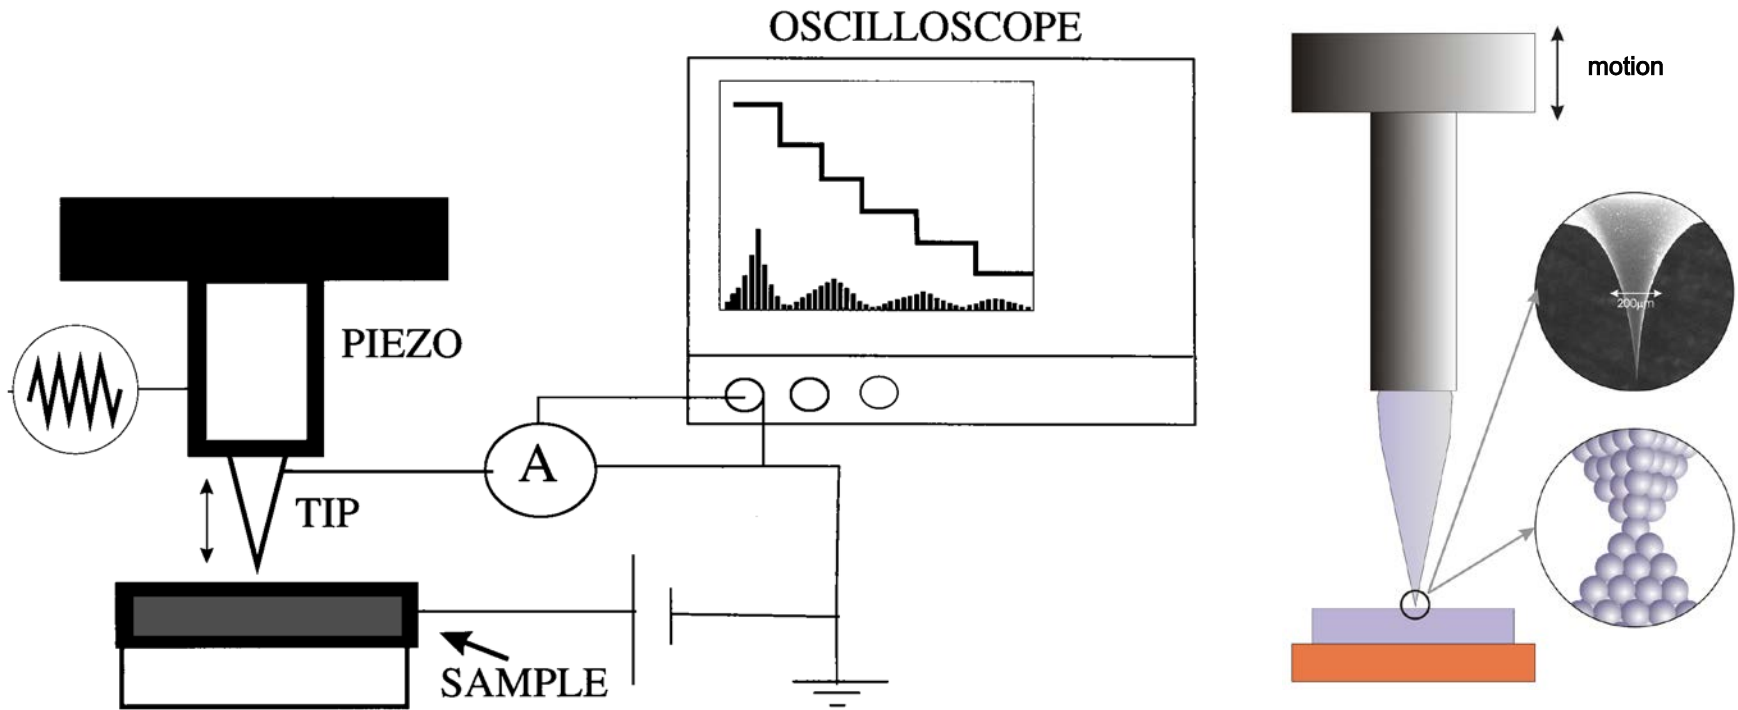 OSCILLOSCOPE
motion
200µm
PIEZO
A
TIP
SAMPLE